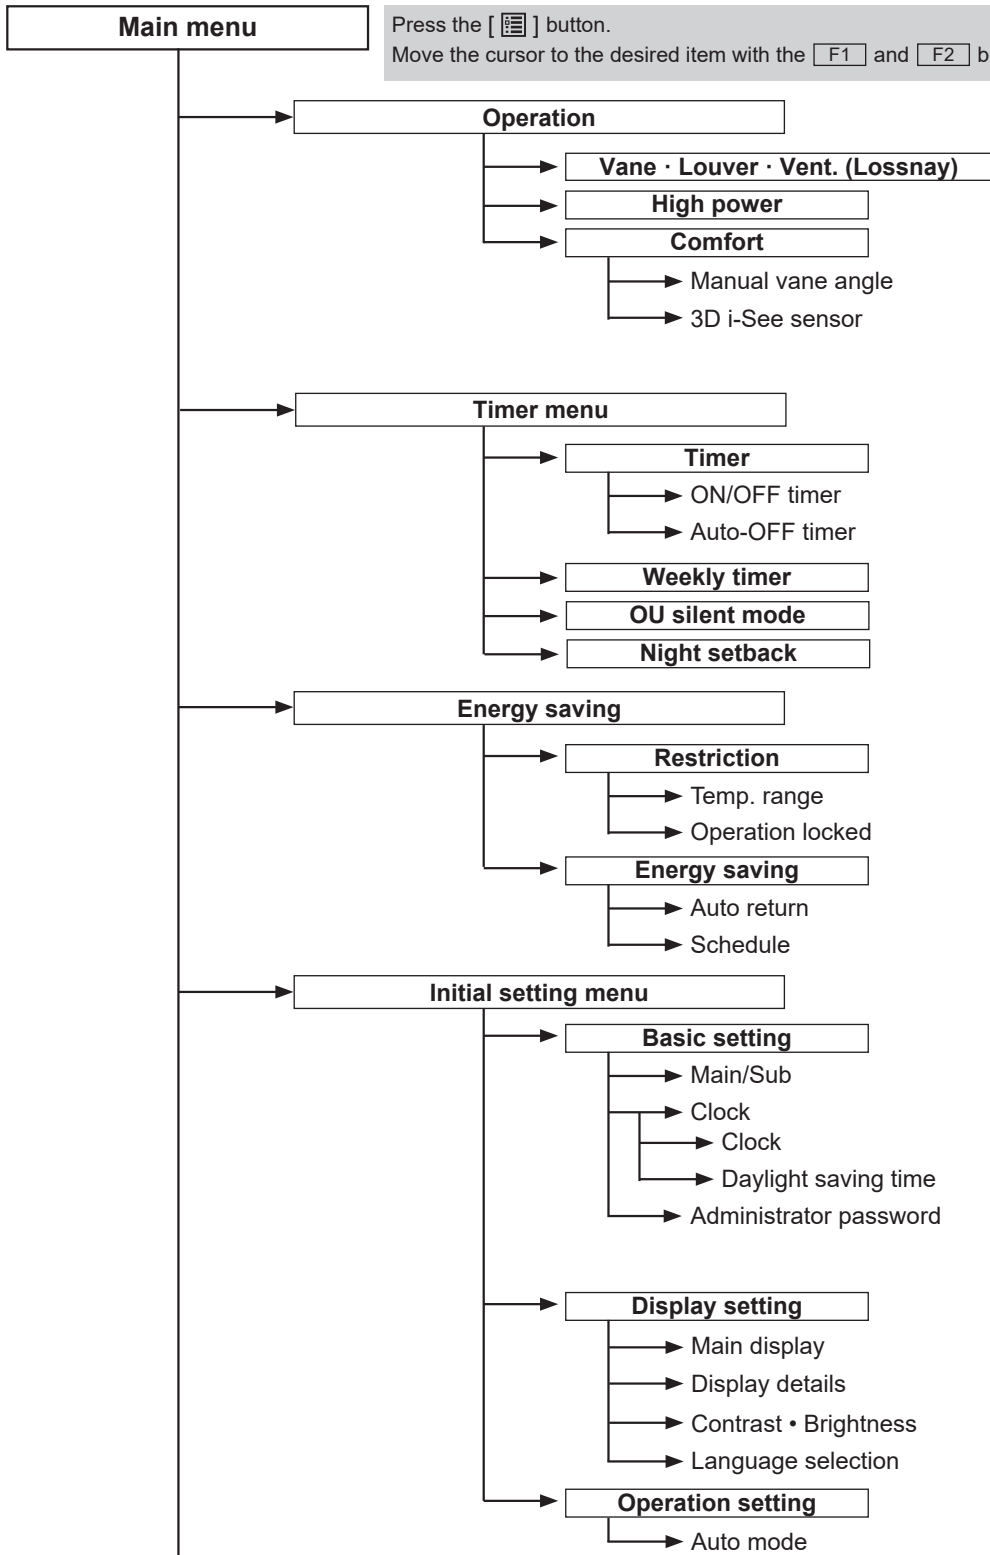 Main menu
Press the [ ] button.
Move the cursor to the desired item with the F1 and F2 b
Operation
Vane · Louver · Vent. (Lossnay)
High power
Comfort
Manual vane angle
3D i-See sensor
Timer menu
Timer
ON/OFF timer
Auto-OFF timer
Weekly timer
OU silent mode
Night setback
Energy saving
Restriction
Temp. range
Operation locked
Energy saving
Auto return
Schedule
Initial setting menu
Basic setting
Main/Sub
Clock
Clock
Daylight saving time
Administrator password
Display setting
Main display
Display details
Contrast • Brightness
Language selection
Operation setting
Auto mode